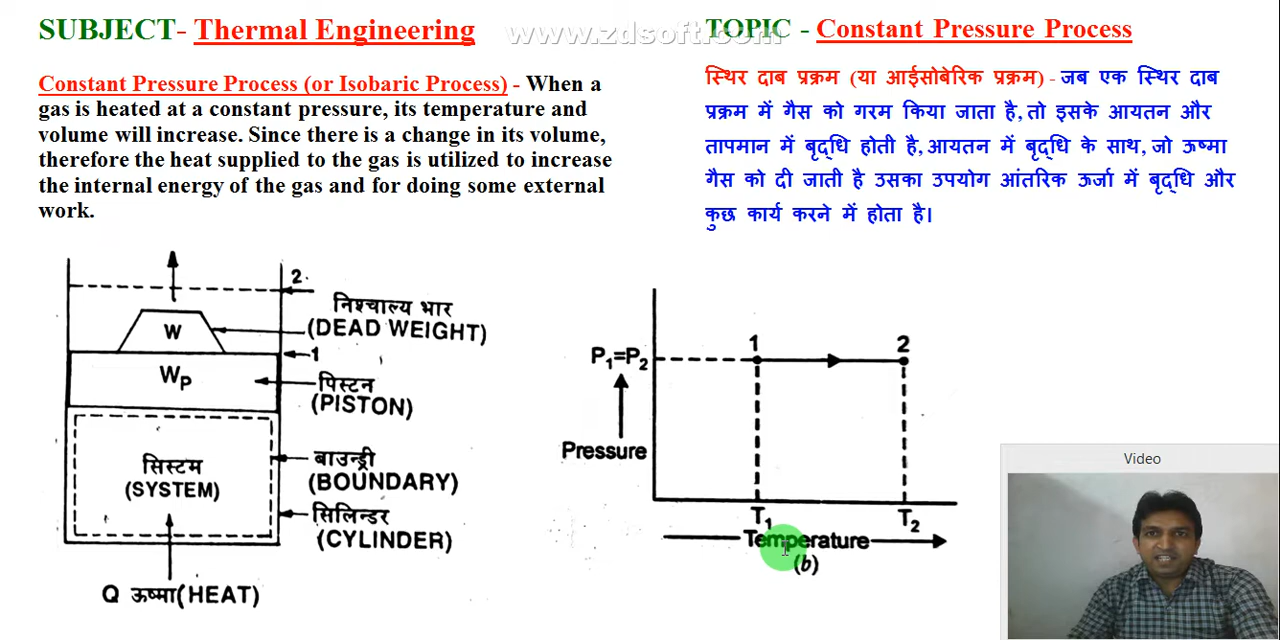 SUBJECT- Thermal Engineering
www.zdsoft.com
TOPIC - Constant Pressure Process
Constant Pressure Process (or Isobaric Process) - When a
gas is heated at a constant pressure, its temperature and
volume will increase. Since there is a change in its volume,
therefore the heat supplied to the gas is utilized to increase
the internal energy of the gas and for doing some external
work.
स्थिर दाब प्रक्रम (या आईसोबेरिक प्रक्रम) - जब एक स्थिर दाब
प्रक्रम में गैस को गरम किया जाता है, तो इसके आयतन और
तापमान में बृद्धि होती है, आयतन में बृद्धि के साथ, जो ऊष्मा
गैस को दी जाती है उसका उपयोग आंतरिक ऊर्जा में बृद्धि और
कुछ कार्य करने में होता है।
2.
निश्चाल्य भार
(DEAD WEIGHT)
W
1
WP
पिस्टन
(PISTON)
सिस्टम
(SYSTEM)
बाउन्ड्री
(BOUNDARY)
सिलिन्डर
(CYLINDER)
Q ऊष्मा(HEAT)
1
2
P1=P2
Pressure
T1
T2
Temperature
(b)
Video